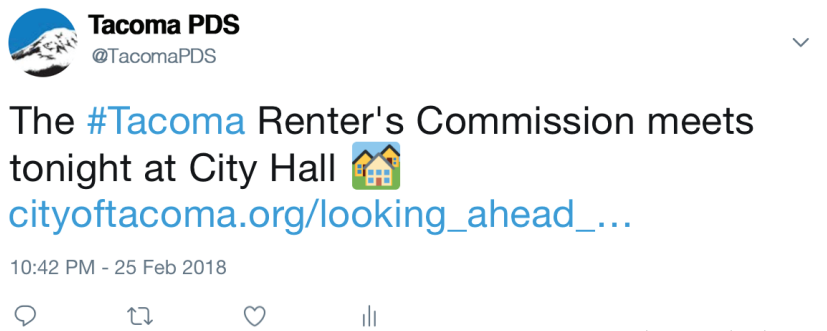 Tacoma PDS
@TacomaPDS
The #Tacoma Renter's Commission meets
tonight at City Hall 🏘️
cityoftacoma.org/looking_ahead_…
10:42 PM - 25 Feb 2018